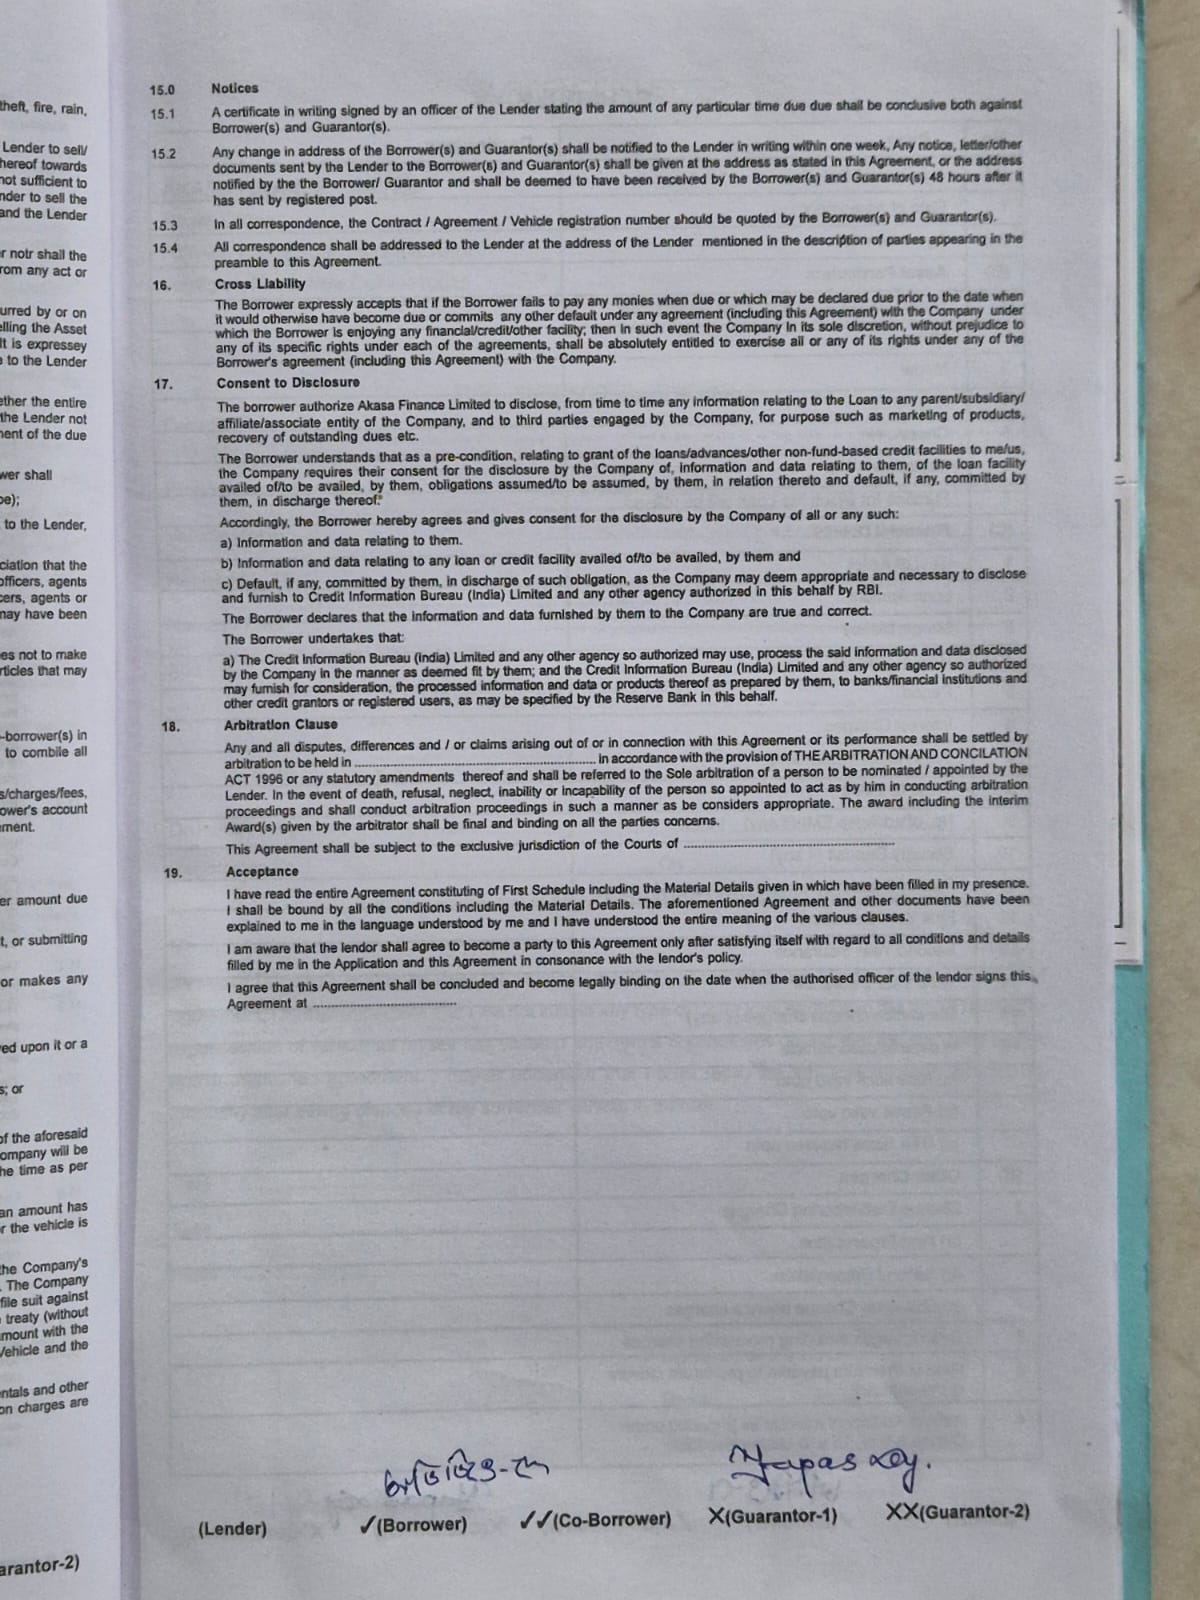 theft, fire, rain,
Lender to sell/
hereof towards
not sufficient to
nder to sell the
and the Lender
r notr shall the
rom any act or
urred by or on
elling the Asset
It is expressey
to the Lender
ether the entire
the Lender not
ment of the due
wer shall
be);
to the Lender,
ciation that the
officers, agents
cers, agents or
may have been
es not to make
rticles that may
-borrower(s) in
to combile all
s/charges/fees,
ower's account
ement.
er amount due
t, or submitting
or makes any
ved upon it or a
s; or
of the aforesaid
ompany will be
he time as per
an amount has
r the vehicle is
the Company's
. The Company
file suit against
treaty (without
mount with the
Vehicle and the
entals and other
on charges are
arantor-2)
15.0 Notices
15.1 A certificate in writing signed by an officer of the Lender stating the amount of any particular time due due shall be conclusive both against
Borrower(s) and Guarantor(s).
15.2 Any change in address of the Borrower(s) and Guarantor(s) shall be notified to the Lender in writing within one week, Any notice, letter/other
documents sent by the Lender to the Borrower(s) and Guarantor(s) shall be given at the address as stated in this Agreement, or the address
notified by the the Borrower/ Guarantor and shall be deemed to have been received by the Borrower(s) and Guarantor(s) 48 hours after it
has sent by registered post.
15.3 In all correspondence, the Contract / Agreement / Vehicle registration number should be quoted by the Borrower(s) and Guarantor(s).
15.4 All correspondence shall be addressed to the Lender at the address of the Lender mentioned in the description of parties appearing in the
preamble to this Agreement.
16. Cross Liability
The Borrower expressly accepts that if the Borrower fails to pay any monies when due or which may be declared due prior to the date when
it would otherwise have become due or commits any other default under any agreement (including this Agreement) with the Company under
which the Borrower is enjoying any financial/credit/other facility; then in such event the Company in its sole discretion, without prejudice to
any of its specific rights under each of the agreements, shall be absolutely entitled to exercise all or any of its rights under any of the
Borrower's agreement (including this Agreement) with the Company.
17. Consent to Disclosure
The borrower authorize Akasa Finance Limited to disclose, from time to time any information relating to the Loan to any parent/subsidiary/
affiliate/associate entity of the Company, and to third parties engaged by the Company, for purpose such as marketing of products,
recovery of outstanding dues etc.
The Borrower understands that as a pre-condition, relating to grant of the loans/advances/other non-fund-based credit facilities to me/us,
the Company requires their consent for the disclosure by the Company of, information and data relating to them, of the loan facility
availed of/to be availed, by them, obligations assumed/to be assumed, by them, in relation thereto and default, if any, committed by
them, in discharge thereof."
Accordingly, the Borrower hereby agrees and gives consent for the disclosure by the Company of all or any such:
a) Information and data relating to them.
b) Information and data relating to any loan or credit facility availed of/to be availed, by them and
c) Default, if any, committed by them, in discharge of such obligation, as the Company may deem appropriate and necessary to disclose
and furnish to Credit Information Bureau (India) Limited and any other agency authorized in this behalf by RBI.
The Borrower declares that the information and data furnished by them to the Company are true and correct.
The Borrower undertakes that:
a) The Credit Information Bureau (India) Limited and any other agency so authorized may use, process the said information and data disclosed
by the Company in the manner as deemed fit by them; and the Credit Information Bureau (India) Limited and any other agency so authorized
may furnish for consideration, the processed information and data or products thereof as prepared by them, to banks/financial institutions and
other credit grantors or registered users, as may be specified by the Reserve Bank in this behalf.
18. Arbitration Clause
Any and all disputes, differences and / or claims arising out of or in connection with this Agreement or its performance shall be settled by
arbitration to be held in ............................................................ in accordance with the provision of THE ARBITRATION AND CONCILATION
ACT 1996 or any statutory amendments thereof and shall be referred to the Sole arbitration of a person to be nominated / appointed by the
Lender. In the event of death, refusal, neglect, inability or incapability of the person so appointed to act as by him in conducting arbitration
proceedings and shall conduct arbitration proceedings in such a manner as be considers appropriate. The award including the interim
Award(s) given by the arbitrator shall be final and binding on all the parties concerns.
This Agreement shall be subject to the exclusive jurisdiction of the Courts of .....................................................
19. Acceptance
I have read the entire Agreement constituting of First Schedule including the Material Details given in which have been filled in my presence.
I shall be bound by all the conditions including the Material Details. The aforementioned Agreement and other documents have been
explained to me in the language understood by me and I have understood the entire meaning of the various clauses.
I am aware that the lendor shall agree to become a party to this Agreement only after satisfying itself with regard to all conditions and details
filled by me in the Application and this Agreement in consonance with the lendor's policy.
I agree that this Agreement shall be concluded and become legally binding on the date when the authorised officer of the lendor signs this
Agreement at ....................................
Tapas Dey.
(Lender) ✓(Borrower) ✓✓(Co-Borrower) X(Guarantor-1) XX(Guarantor-2)